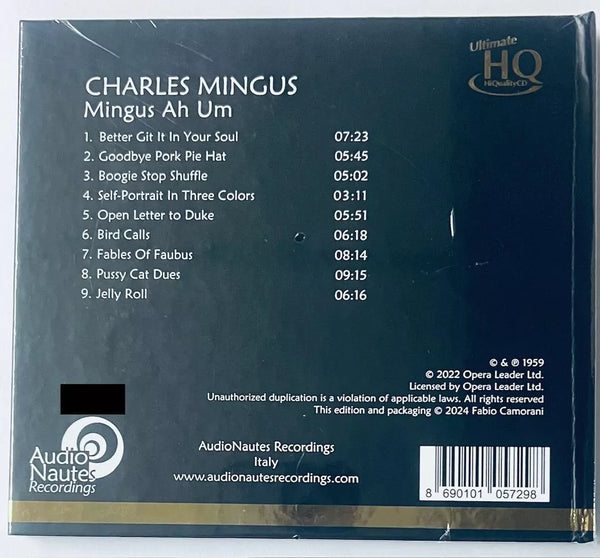 Ultimate
HQ
HiQualityCD
CHARLES MINGUS
Mingus Ah Um
1. Better Git It In Your Soul 07:23
2. Goodbye Pork Pie Hat 05:45
3. Boogie Stop Shuffle 05:02
4. Self-Portrait In Three Colors 03:11
5. Open Letter to Duke 05:51
6. Bird Calls 06:18
7. Fables Of Faubus 08:14
8. Pussy Cat Dues 09:15
9. Jelly Roll 06:16
© & ℗ 1959
© 2022 Opera Leader Ltd.
Licensed by Opera Leader Ltd.
Unauthorized duplication is a violation of applicable laws. All rights reserved
This edition and packaging © 2024 Fabio Camorani
Audio
Nautes
Recordings
AudioNautes Recordings
Italy
www.audionautesrecordings.com
8 690101 057298